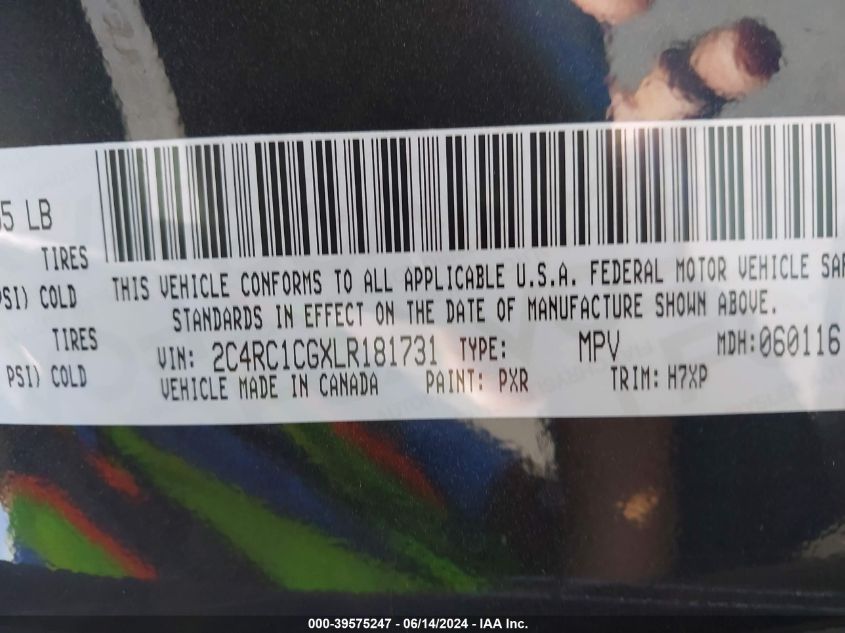 5 LB
TIRES
PSI) COLD
TIRES
PSI) COLD
THIS VEHICLE CONFORMS TO ALL APPLICABLE U.S.A. FEDERAL MOTOR VEHICLE SAF
STANDARDS IN EFFECT ON THE DATE OF MANUFACTURE SHOWN ABOVE.
VIN: 2C4RC1CGXLR181731 TYPE: MPV MDH:060116
VEHICLE MADE IN CANADA PAINT: PXR TRIM: H7XP
000-39575247 - 06/14/2024 - IAA Inc.